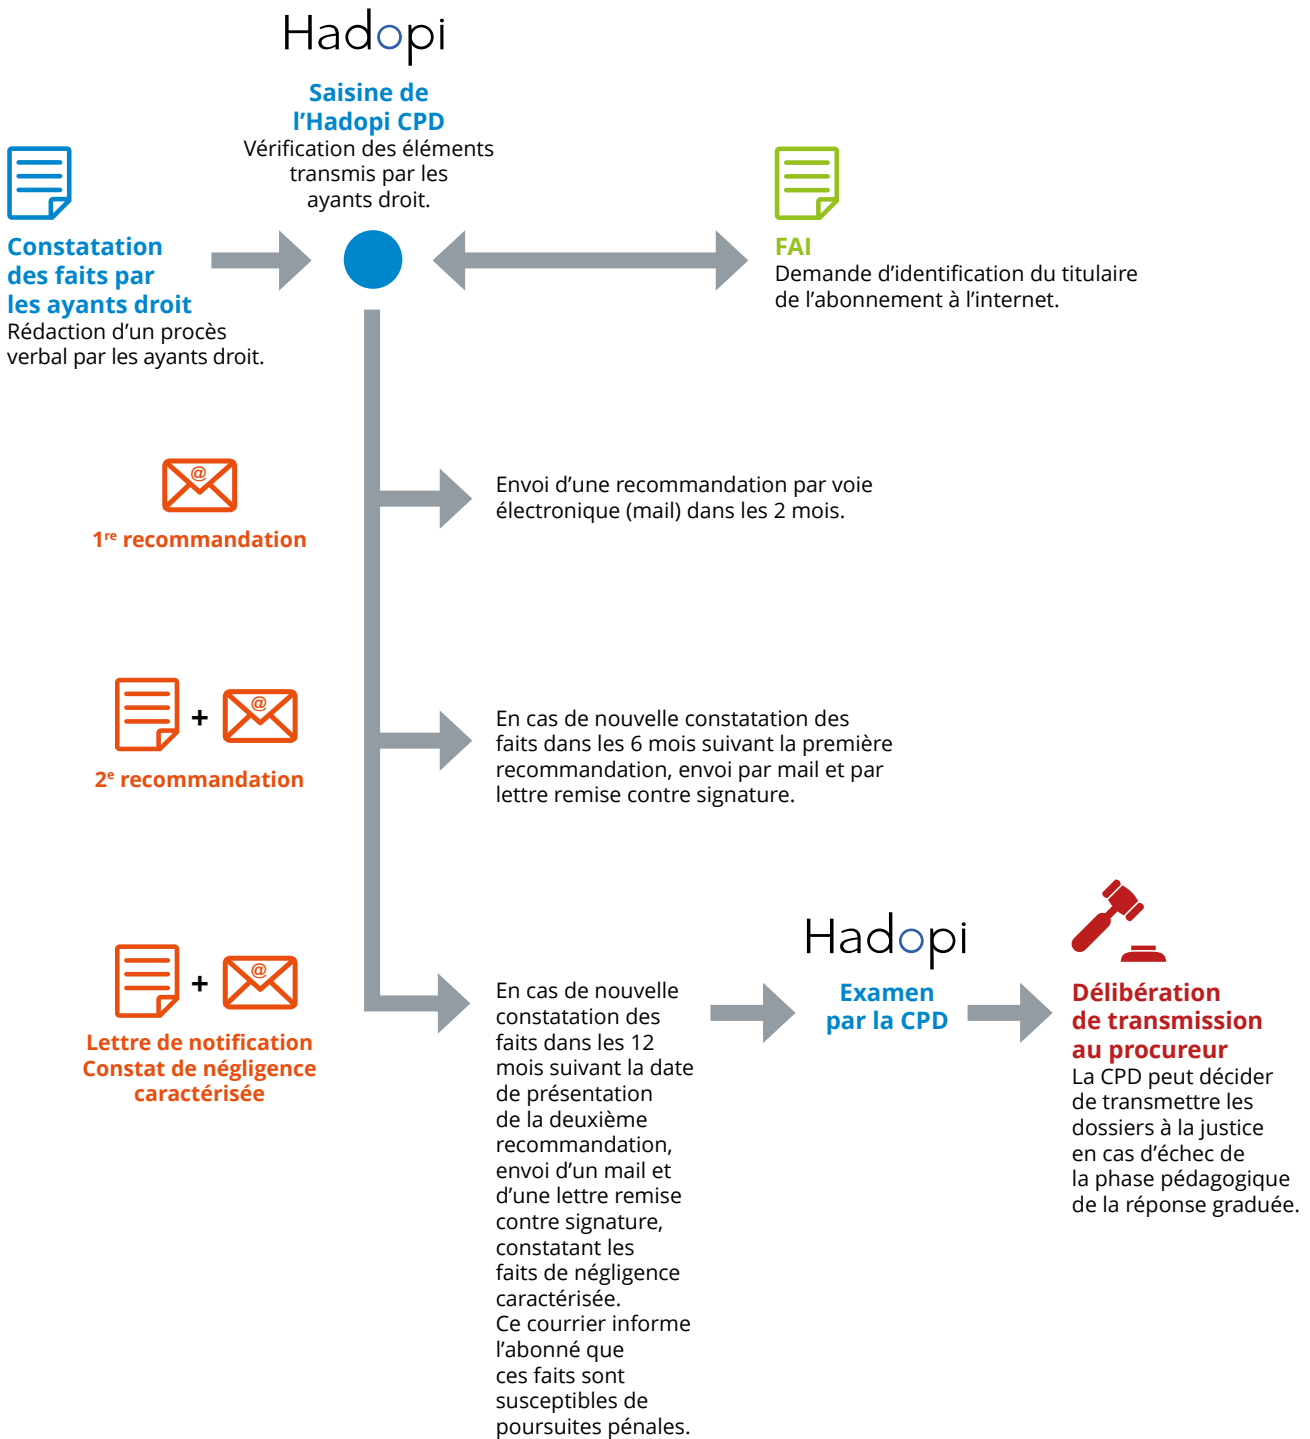 Hadopi
Saisine de
l'Hadopi CPD
Vérification des éléments
transmis par les
ayants droit.
Constatation
des faits par
les ayants droit
Rédaction d'un procès
verbal par les ayants droit.
FAI
Demande d'identification du titulaire
de l'abonnement à l'internet.
@
1re recommandation
Envoi d'une recommandation par voie
électronique (mail) dans les 2 mois.
+
@
2e recommandation
En cas de nouvelle constatation des
faits dans les 6 mois suivant la première
recommandation, envoi par mail et par
lettre remise contre signature.
+
@
Lettre de notification
Constat de négligence
caractérisée
En cas de nouvelle
constatation des
faits dans les 12
mois suivant la date
de présentation
de la deuxième
recommandation,
envoi d'un mail et
d'une lettre remise
contre signature,
constatant les
faits de négligence
caractérisée.
Ce courrier informe
l'abonné que
ces faits sont
susceptibles de
poursuites pénales.
Hadopi
Examen
par la CPD
Délibération
de transmission
au procureur
La CPD peut décider
de transmettre les
dossiers à la justice
en cas d'échec de
la phase pédagogique
de la réponse graduée.